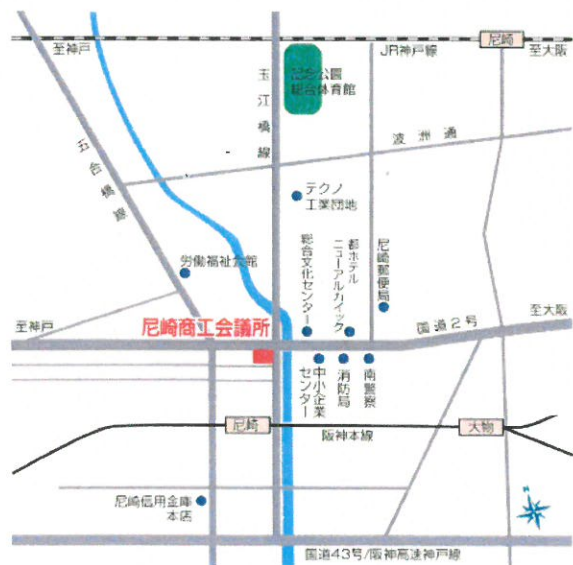 尼崎
至神戸
JR神戸線
至大阪
玉江橋線
記念公園
総合体育館
五合橋線
波洲通
テクノ
工業団地
労働福祉会館
総合文化センター
都ホテル
ニューアルカイック
尼崎郵便局
至神戸
尼崎商工会議所
国道2号
至大阪
中小企業
センター
消防局
南警察
尼崎
阪神本線
大物
尼崎信用金庫
本店
国道43号/阪神高速神戸線